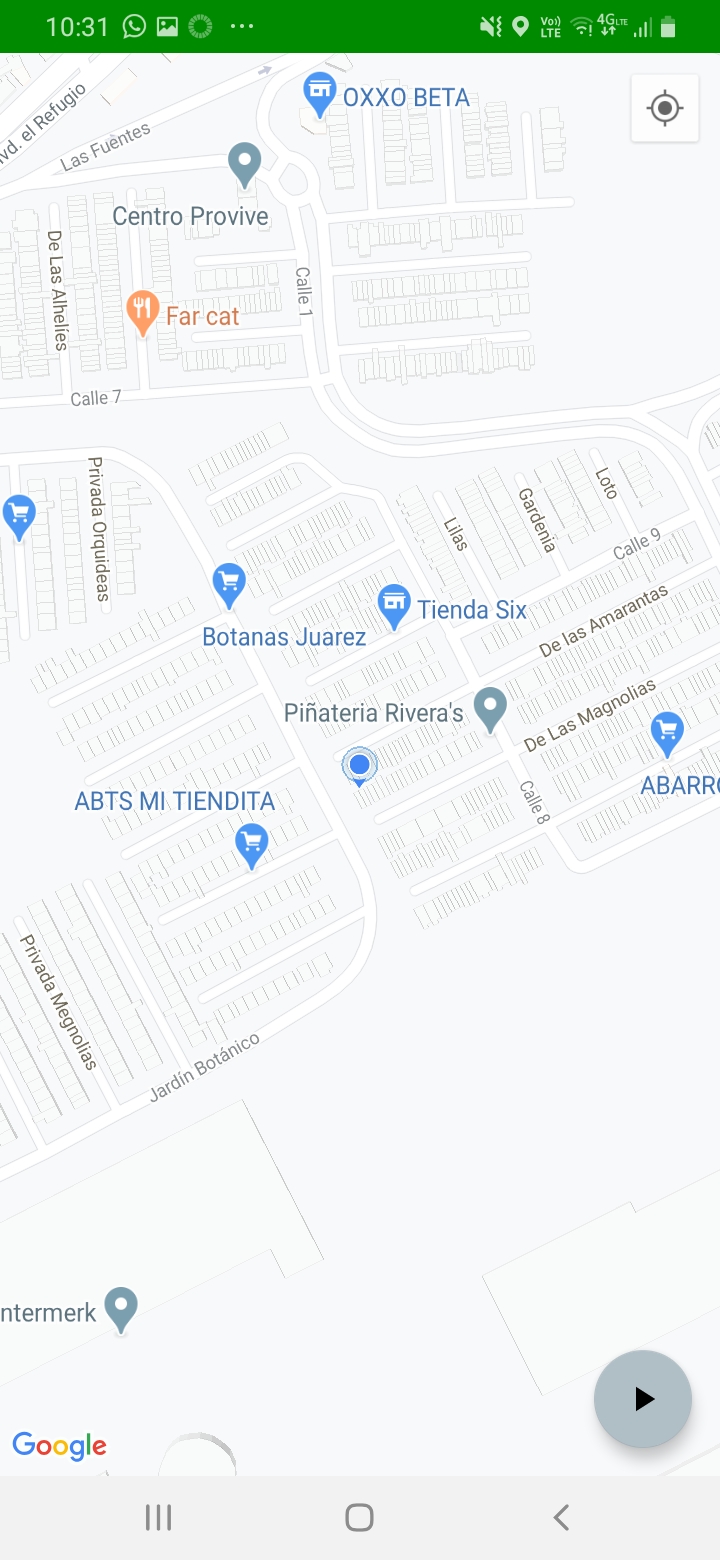 10:31
Vo)) LTE
4G LTE
OXXO BETA
vd. el Refugio
Las Fuentes
Centro Provive
De Las Alhelíes
Calle 1
Far cat
Calle 7
Privada Orquideas
Lilas
Gardenia
Loto
Calle 9
Botanas Juarez
Tienda Six
De las Amarantas
Piñateria Rivera's
De Las Magnolias
ABARRO
Calle 8
ABTS MI TIENDITA
Privada Megnolias
Jardín Botánico
ntermerk
Google